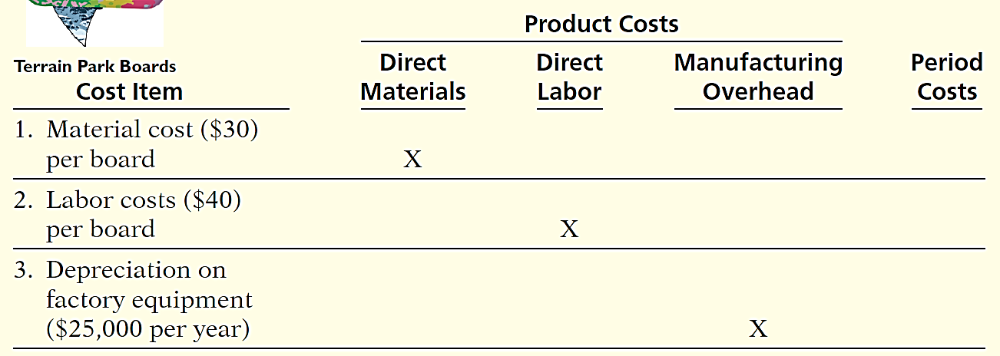 Product Costs
Terrain Park Boards
Cost Item
Direct Materials
Direct Labor
Manufacturing Overhead
Period Costs
1. Material cost ($30)
per board X
2. Labor costs ($40)
per board X
3. Depreciation on
factory equipment
($25,000 per year) X